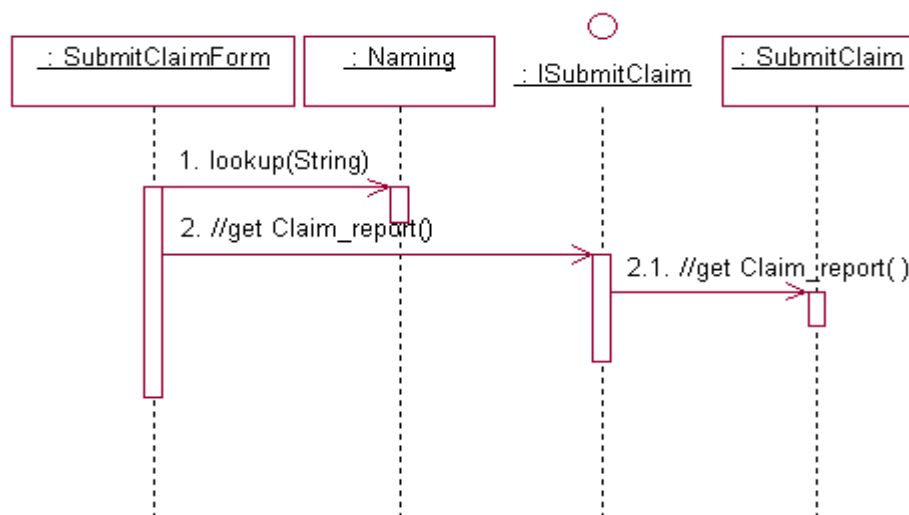 : SubmitClaimForm
: Naming
: ISubmitClaim
: SubmitClaim
1. lookup(String)
2. //get Claim_report()
2.1. //get Claim_report( )